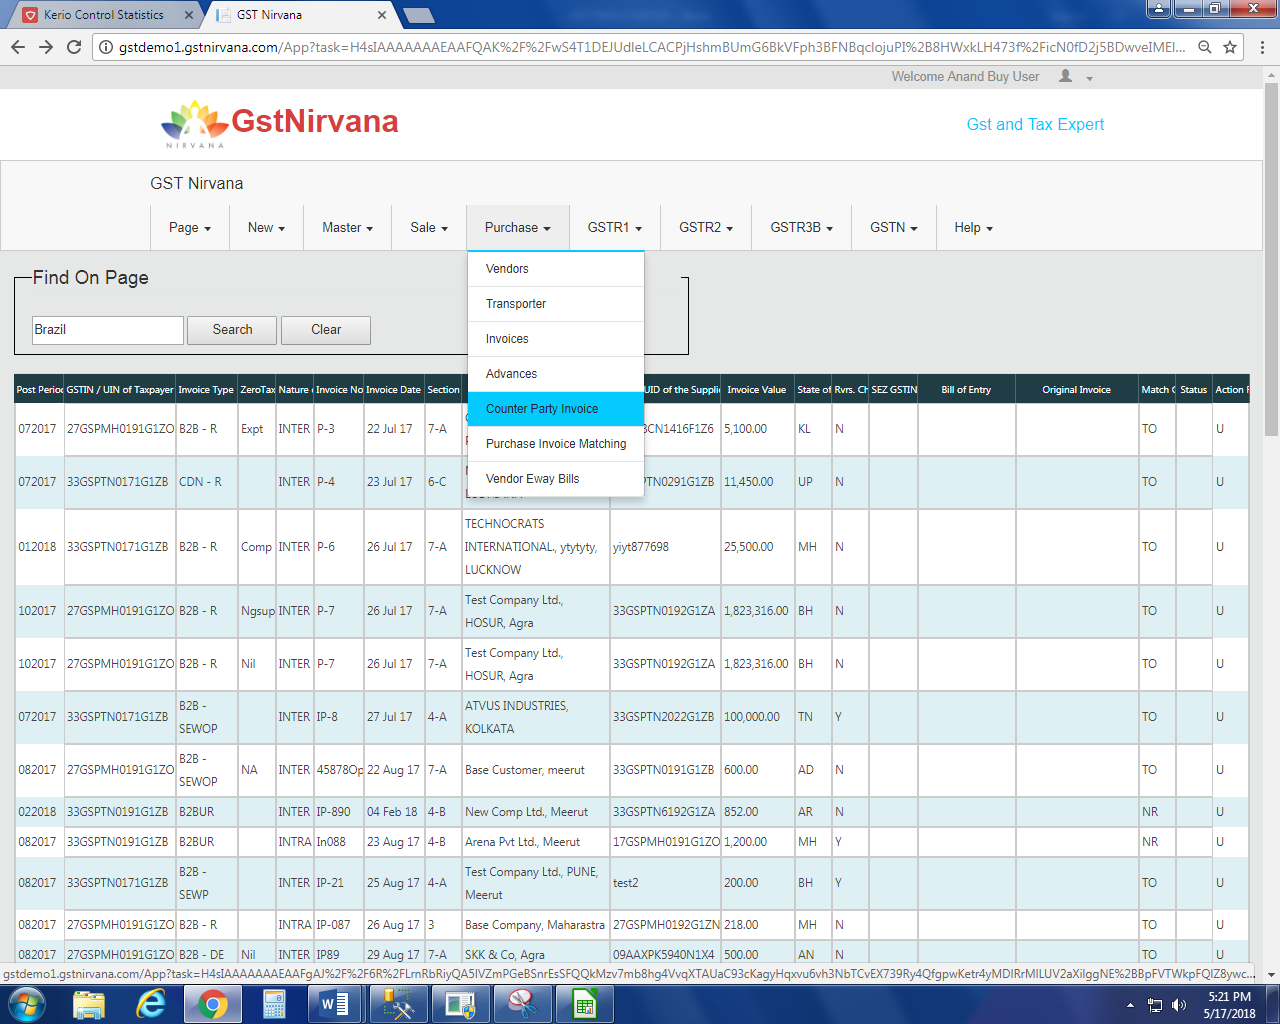 Kerio Control Statistics
GST Nirvana
gstdemo1.gstnirvana.com/App?task=
Welcome Anand Buy User
NIRVANA
GstNirvana
Gst and Tax Expert
GST Nirvana
Page New Master Sale Purchase GSTR1 GSTR2 GSTR3B GSTN Help
Find On Page
Brazil Search Clear
Vendors
Transporter
Invoices
Advances
Counter Party Invoice
Purchase Invoice Matching
Vendor Eway Bills
Post Period GSTIN / UIN of Taxpayer Invoice Type ZeroTax Nature Invoice No Invoice Date Section UID of the Supplie Invoice Value State of Rvrs. Ch SEZ GSTIN Bill of Entry Original Invoice Match Status Action
072017 27GSPMH0191G1ZO B2B - R Expt INTER P-3 22 Jul 17 7-A CN1416F1Z6 5,100.00 KL N TO U
072017 33GSPTN0171G1ZB CDN - R INTER P-4 23 Jul 17 6-C PTN0291G1ZB 11,450.00 UP N TO U
012018 33GSPTN0171G1ZB B2B - R Comp INTER P-6 26 Jul 17 7-A TECHNOCRATS INTERNATIONAL, ytytyty, LUCKNOW yiyt877698 25,500.00 MH N TO U
102017 27GSPMH0191G1ZO B2B - R Ngsup INTER P-7 26 Jul 17 7-A Test Company Ltd., HOSUR, Agra 33GSPTN0192G1ZA 1,823,316.00 BH N TO U
102017 27GSPMH0191G1ZO B2B - R Nil INTER P-7 26 Jul 17 7-A Test Company Ltd., HOSUR, Agra 33GSPTN0192G1ZA 1,823,316.00 BH N TO U
072017 33GSPTN0171G1ZB B2B - SEWOP INTER IP-8 27 Jul 17 4-A ATVUS INDUSTRIES, KOLKATA 33GSPTN2022G1ZB 100,000.00 TN Y TO U
082017 27GSPMH0191G1ZO B2B - SEWOP NA INTER 45878Op 22 Aug 17 7-A Base Customer, meerut 33GSPTN0191G1ZB 600.00 AD N TO U
022018 33GSPTN0191G1ZB B2BUR INTER IP-890 04 Feb 18 4-B New Comp Ltd., Meerut 33GSPTN6192G1ZA 852.00 AR N NR U
082017 33GSPTN0191G1ZB B2BUR INTRA In088 23 Aug 17 4-B Arena Pvt Ltd., Meerut 17GSPMH0191G1ZO 1,200.00 MH Y NR U
082017 33GSPTN0171G1ZB B2B - SEWP INTER IP-21 25 Aug 17 4-A Test Company Ltd., PUNE, Meerut test2 200.00 BH Y TO U
082017 27GSPMH0191G1ZO B2B - R INTRA IP-087 26 Aug 17 3 Base Company, Maharastra 27GSPMH0192G1ZN 218.00 MH N TO U
082017 27GSPMH0191G1ZO B2B - DE Nil INTER IP89 29 Aug 17 7-A SKK & Co, Agra 09AAXPK5940N1X4 500.00 AN N TO U
gstdemo1.gstnirvana.com/App?task=
5:21 PM
5/17/2018